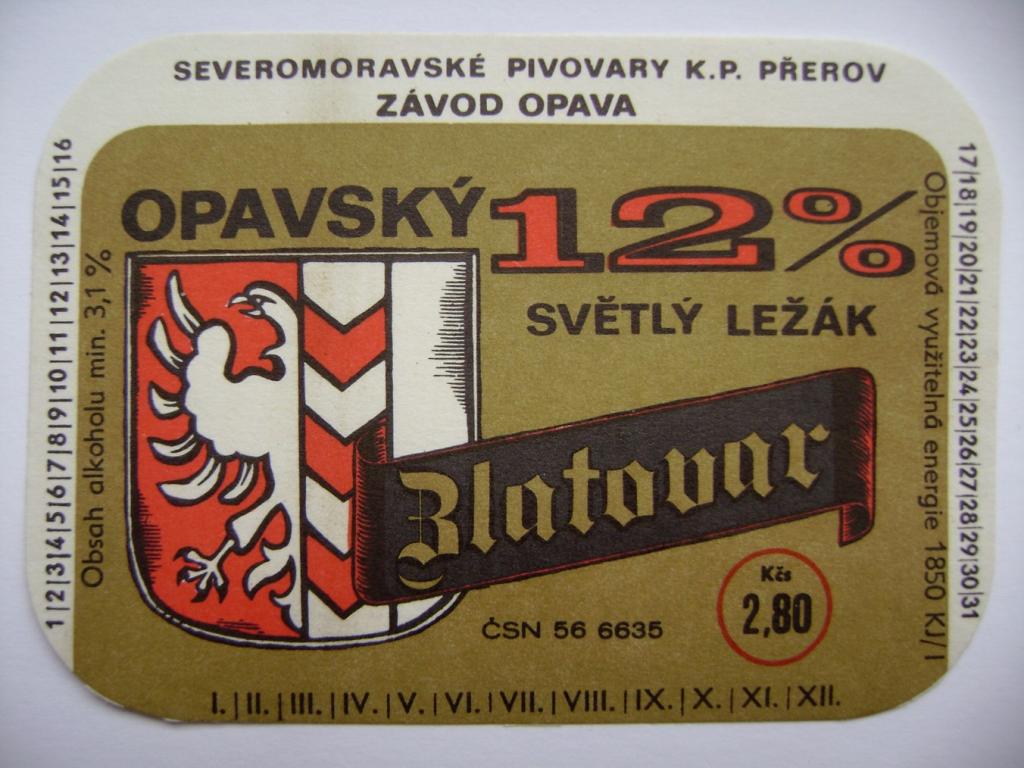 SEVEROMORAVSKÉ PIVOVARY K.P. PŘEROV
ZÁVOD OPAVA
OPAVSKÝ 12%
SVĚTLÝ LEŽÁK
Zlatovar
Kčs
2,80
ČSN 56 6635
Obsah alkoholu min. 3,1 %
Objemová využitelná energie 1850 KJ/l
1|2|3|4|5|6|7|8|9|10|11|12|13|14|15|16
17|18|19|20|21|22|23|24|25|26|27|28|29|30|31
I.|II.|III.|IV.|V.|VI.|VII.|VIII.|IX.|X.|XI.|XII.